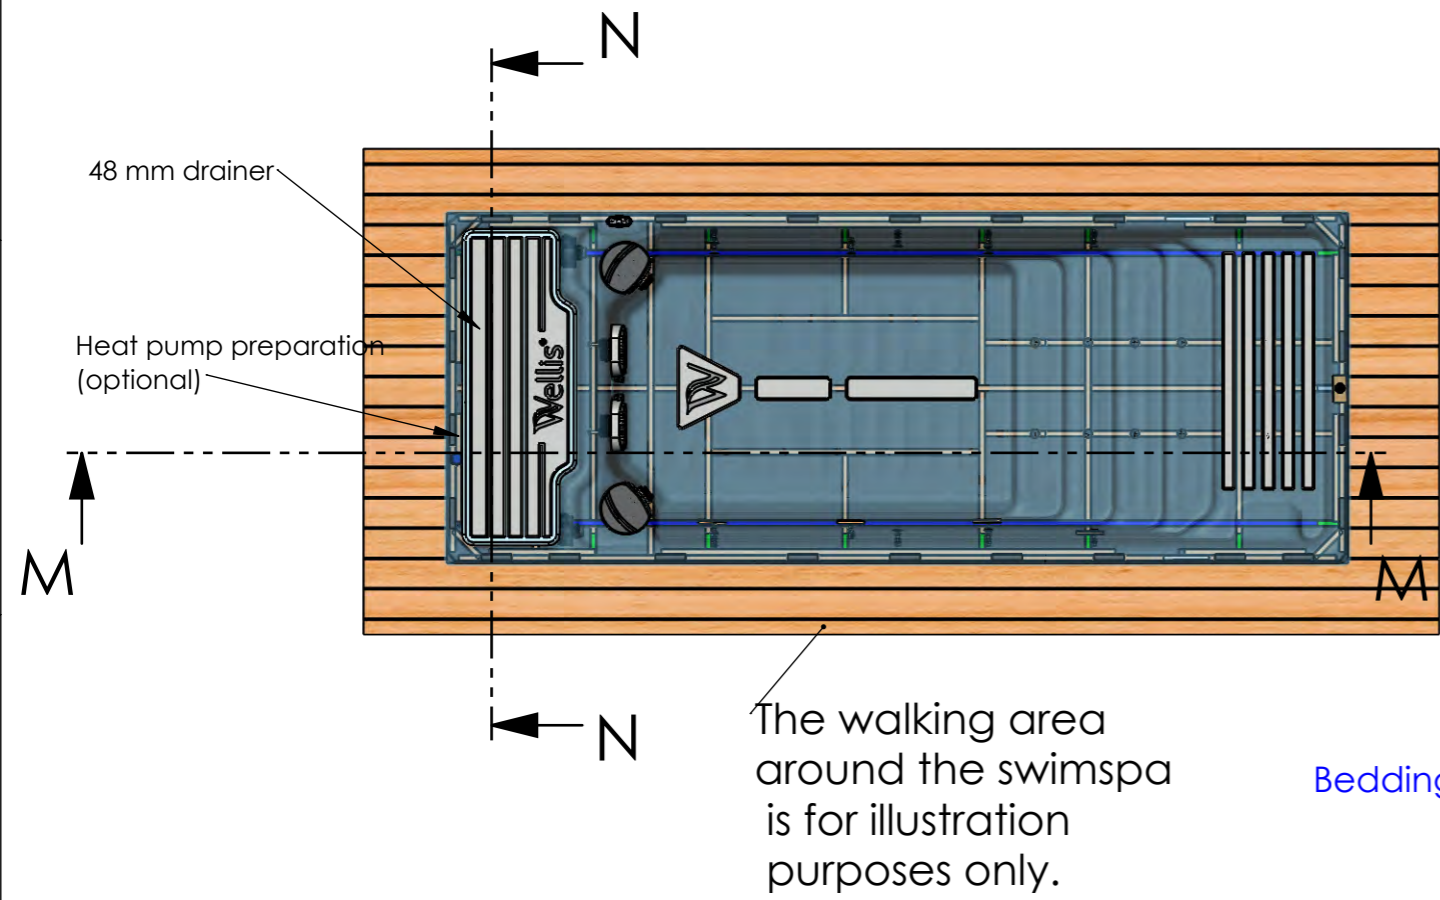 N
48 mm drainer
Heat pump preparation
(optional)
Wellis®
M
M
N
The walking area
around the swimspa
is for illustration
purposes only.
Bedding